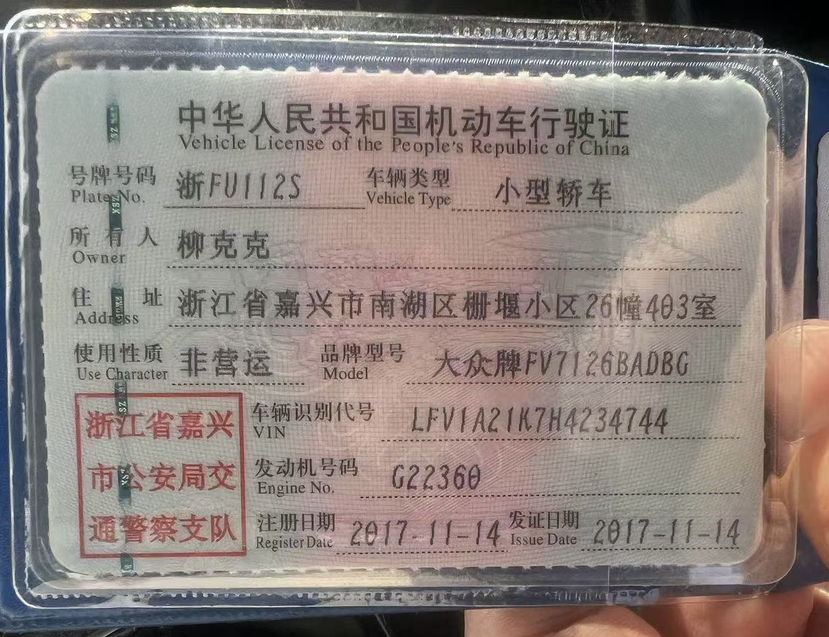 中华人民共和国机动车行驶证
Vehicle License of the People's Republic of China
号牌号码 浙FU112S 车辆类型 小型轿车
Plate No. Vehicle Type
所有人 柳克克
Owner
住址 浙江省嘉兴市南湖区栅堰小区26幢403室
Address
使用性质 非营运 品牌型号 大众牌FV7126BADBG
Use Character Model
浙江省嘉兴 车辆识别代号 LFV1A21K7H4234744
VIN
市公安局交 发动机号码 G22360
Engine No.
通警察支队 注册日期 2017-11-14 发证日期 2017-11-14
Register Date Issue Date